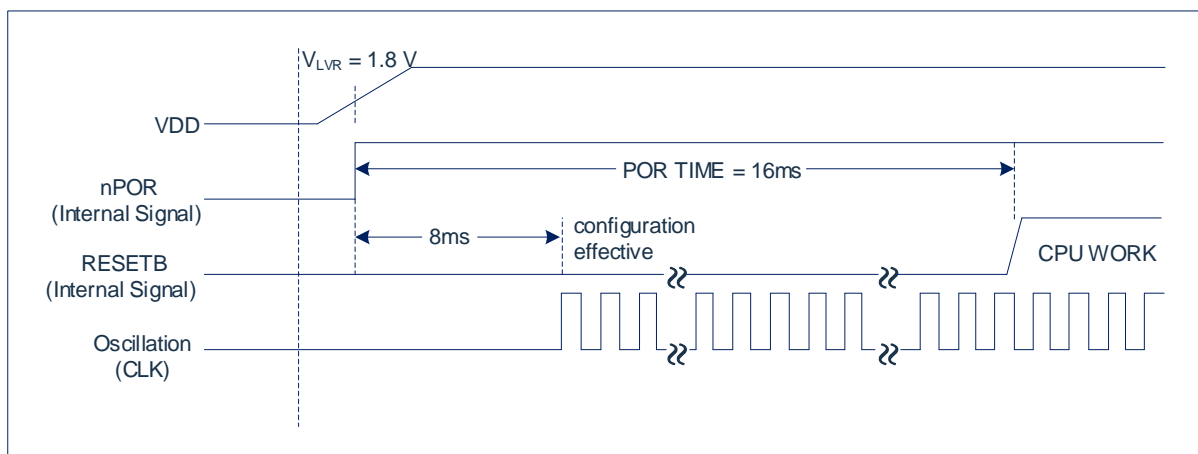 VLVR = 1.8 V
VDD
POR TIME = 16ms
nPOR
(Internal Signal)
8ms
configuration
effective
RESETB
(Internal Signal)
CPU WORK
Oscillation
(CLK)